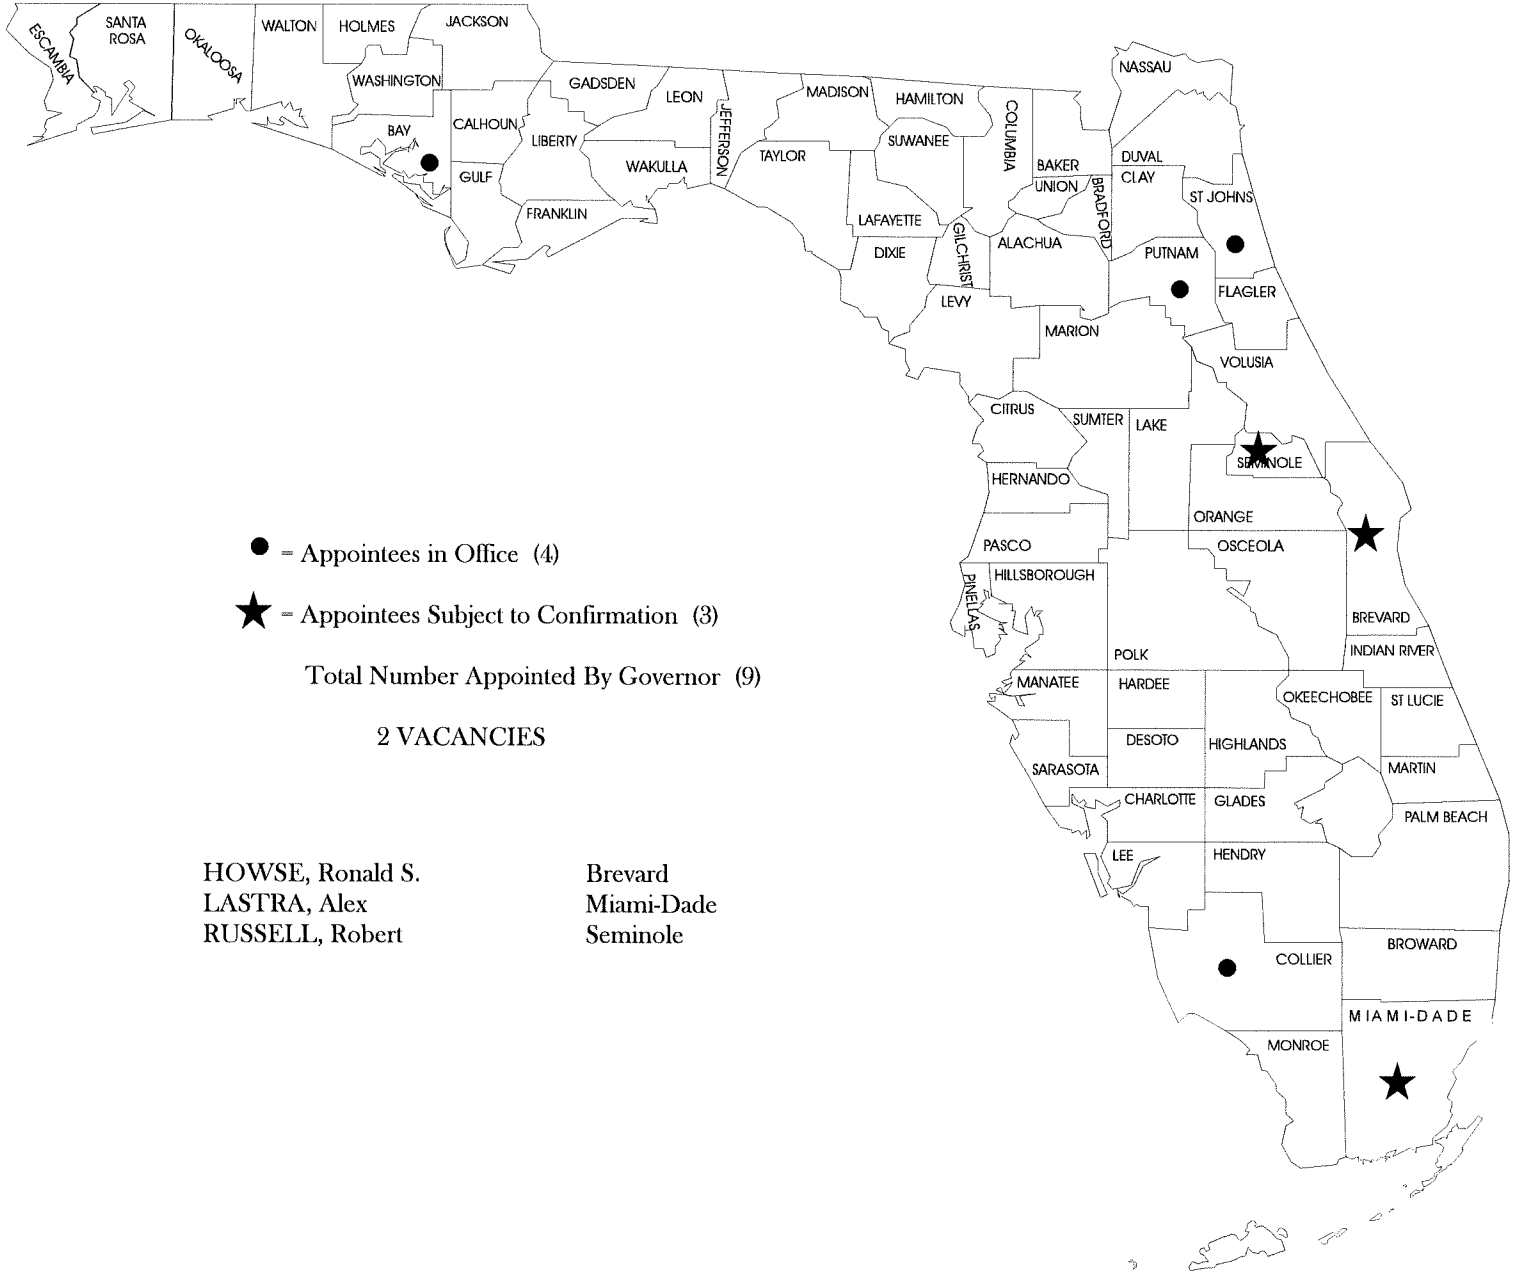 ESCAMBIA
SANTA
ROSA
OKALOOSA
WALTON
HOLMES
JACKSON
WASHINGTON
BAY
CALHOUN
GULF
LIBERTY
GADSDEN
FRANKLIN
LEON
WAKULLA
JEFFERSON
MADISON
TAYLOR
HAMILTON
SUWANEE
LAFAYETTE
DIXIE
COLUMBIA
GILCHRIST
LEVY
BAKER
UNION
BRADFORD
ALACHUA
NASSAU
DUVAL
CLAY
ST JOHNS
PUTNAM
FLAGLER
MARION
VOLUSIA
CITRUS
SUMTER
LAKE
SEMINOLE
HERNANDO
ORANGE
PASCO
OSCEOLA
HILLSBOROUGH
PINELLAS
BREVARD
INDIAN RIVER
POLK
MANATEE
HARDEE
OKEECHOBEE
ST LUCIE
DESOTO
HIGHLANDS
SARASOTA
MARTIN
CHARLOTTE
GLADES
PALM BEACH
LEE
HENDRY
BROWARD
COLLIER
MIAMI-DADE
MONROE
= Appointees in Office (4)
= Appointees Subject to Confirmation (3)
Total Number Appointed By Governor (9)
2 VACANCIES
HOWSE, Ronald S. Brevard
LASTRA, Alex Miami-Dade
RUSSELL, Robert Seminole